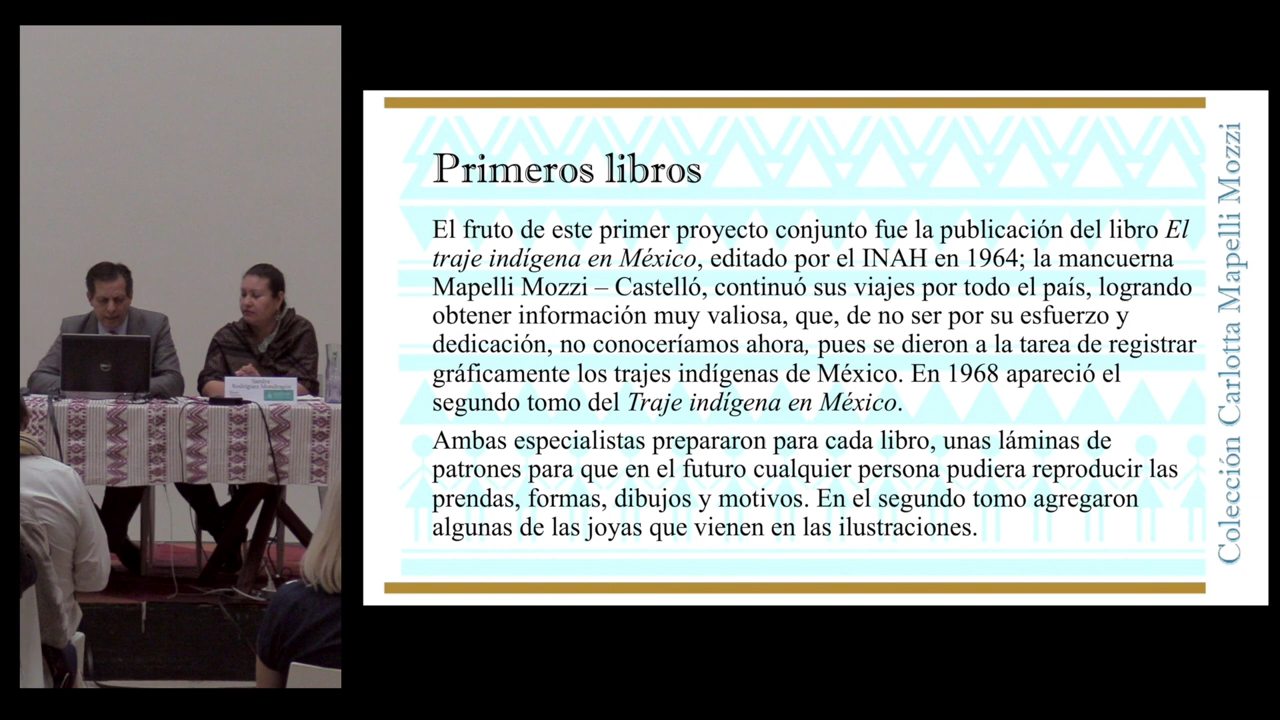 Primeros libros
El fruto de este primer proyecto conjunto fue la publicación del libro El
traje indígena en México, editado por el INAH en 1964; la mancuerna
Mapelli Mozzi – Castelló, continuó sus viajes por todo el país, logrando
obtener información muy valiosa, que, de no ser por su esfuerzo y
dedicación, no conoceríamos ahora, pues se dieron a la tarea de registrar
gráficamente los trajes indígenas de México. En 1968 apareció el
segundo tomo del Traje indígena en México.
Ambas especialistas prepararon para cada libro, unas láminas de
patrones para que en el futuro cualquier persona pudiera reproducir las
prendas, formas, dibujos y motivos. En el segundo tomo agregaron
algunas de las joyas que vienen en las ilustraciones.
Colección Carlotta Mapelli Mozzi
Sandra
Rodríguez Mondragón